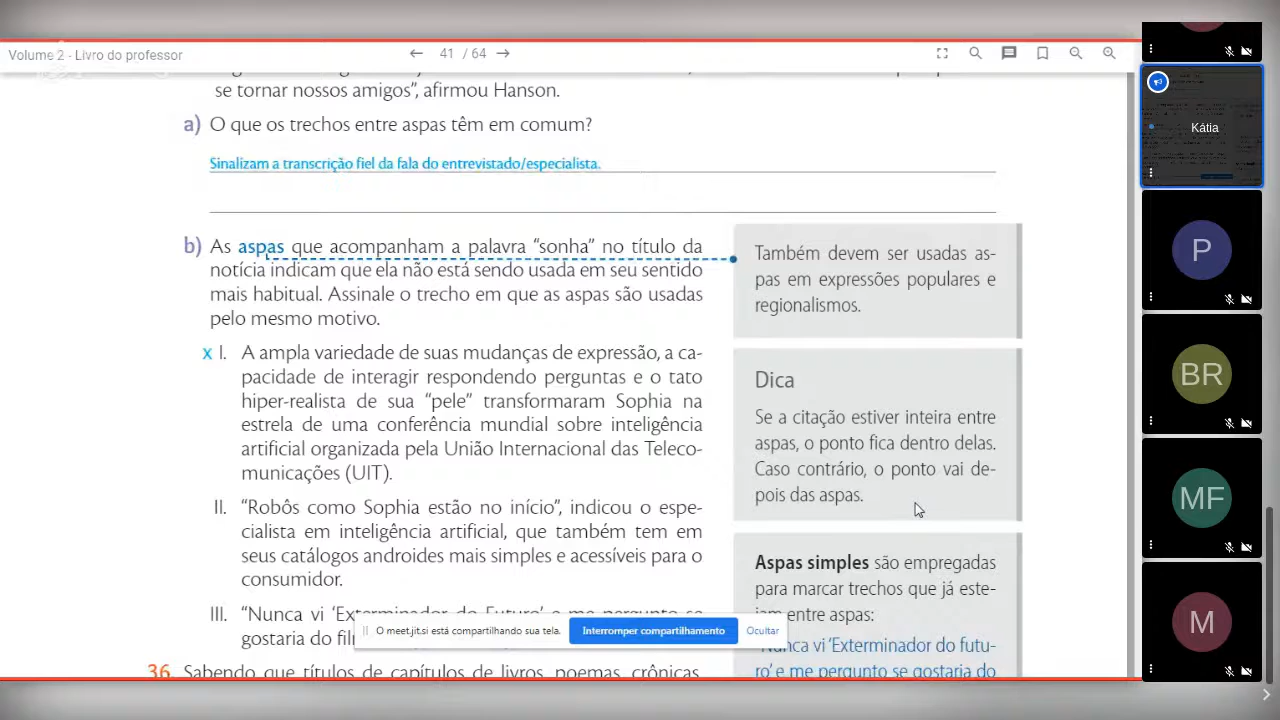 Volume 2 - Livro do professor
41 / 64
se tornar nossos amigos”, afirmou Hanson.
a) O que os trechos entre aspas têm em comum?
Sinalizam a transcrição fiel da fala do entrevistado/especialista.
b) As aspas que acompanham a palavra “sonha” no título da
notícia indicam que ela não está sendo usada em seu sentido
mais habitual. Assinale o trecho em que as aspas são usadas
pelo mesmo motivo.
x I. A ampla variedade de suas mudanças de expressão, a ca-
pacidade de interagir respondendo perguntas e o tato
hiper-realista de sua “pele” transformaram Sophia na
estrela de uma conferência mundial sobre inteligência
artificial organizada pela União Internacional das Teleco-
municações (UIT).
II. “Robôs como Sophia estão no início”, indicou o espe-
cialista em inteligência artificial, que também tem em
seus catálogos androides mais simples e acessíveis para o
consumidor.
III. “Nunca vi ‘Exterminador do Futuro’ e me pergunto se
gostaria do fil
36. Sabendo que títulos de capítulos de livros, poemas, crônicas,
Também devem ser usadas as-
pas em expressões populares e
regionalismos.
Dica
Se a citação estiver inteira entre
aspas, o ponto fica dentro delas.
Caso contrário, o ponto vai de-
pois das aspas.
Aspas simples são empregadas
para marcar trechos que já este-
jam entre aspas:
“Nunca vi ‘Exterminador do futu-
ro’ e me pergunto se gostaria do
O meet.jit.si está compartilhando sua tela.
Interromper compartilhamento
Ocultar
Kátia
P
BR
MF
M